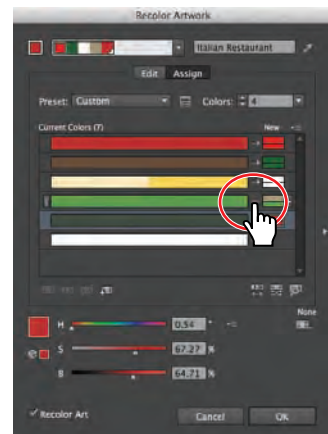 Recolor Artwork
Italian Restaurant
Edit Assign
Preset: Custom Colors: 4
Current Colors (7) New
None
H 0.54 °
S 67.27 %
B 64.71 %
Recolor Art Cancel OK